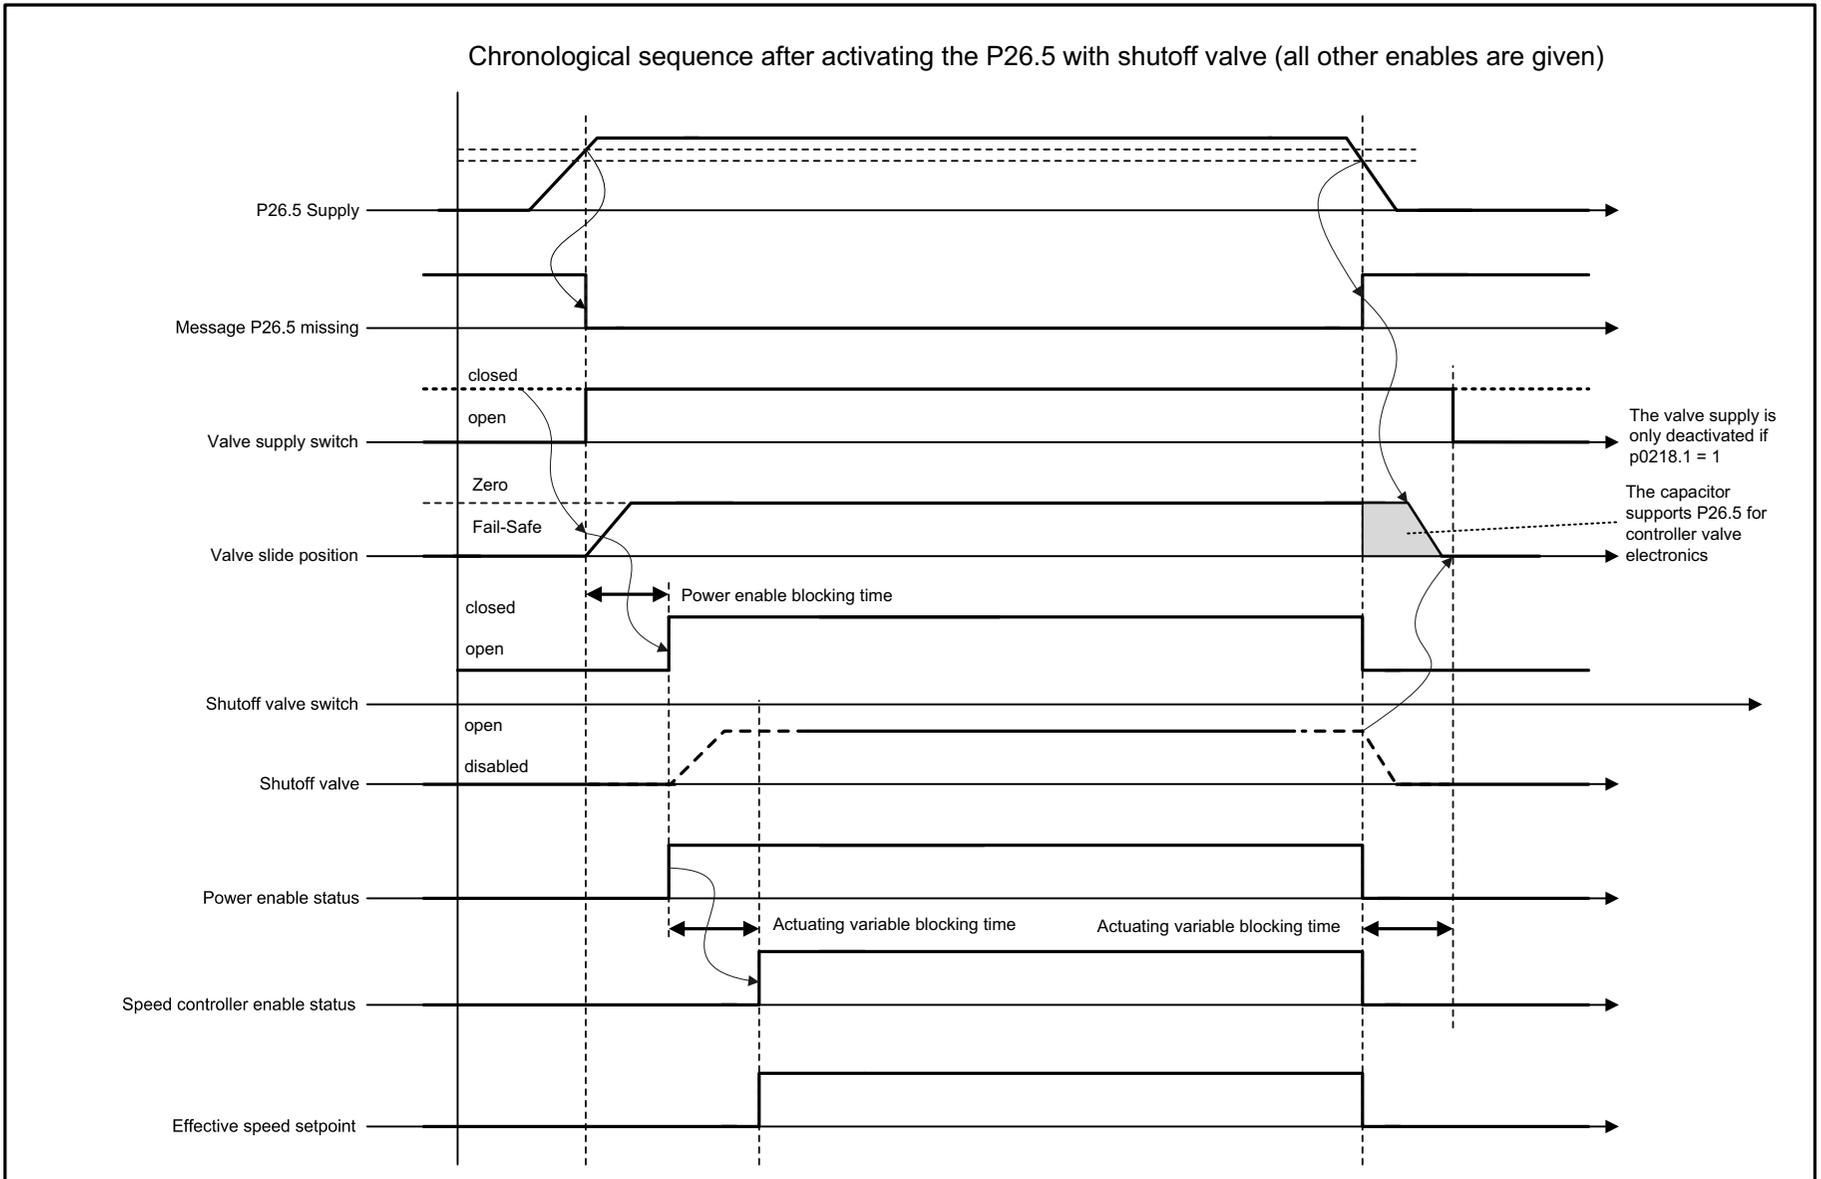 Chronological sequence after activating the P26.5 with shutoff valve (all other enables are given)
P26.5 Supply
Message P26.5 missing
closed
open
Valve supply switch
The valve supply is
only deactivated if
p0218.1 = 1
Zero
Fail-Safe
Valve slide position
The capacitor
supports P26.5 for
controller valve
electronics
Power enable blocking time
closed
open
Shutoff valve switch
open
disabled
Shutoff valve
Power enable status
Actuating variable blocking time
Actuating variable blocking time
Speed controller enable status
Effective speed setpoint